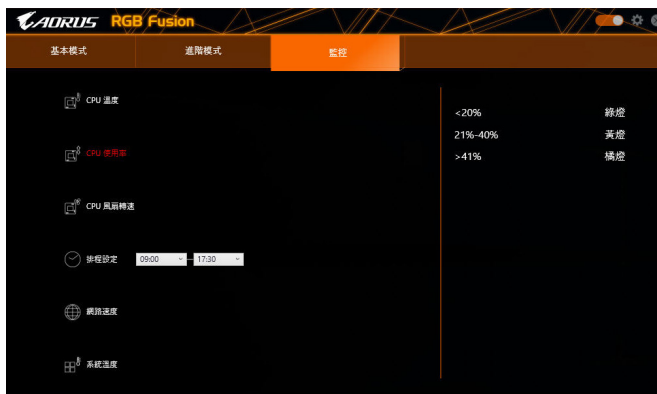 AORUS RGB Fusion
基本模式 進階模式 監控
CPU 溫度
CPU 使用率
CPU 風扇轉速
排程設定 09:00 - 17:30
網路速度
系統溫度
<20% 綠燈
21%-40% 黃燈
>41% 橘燈